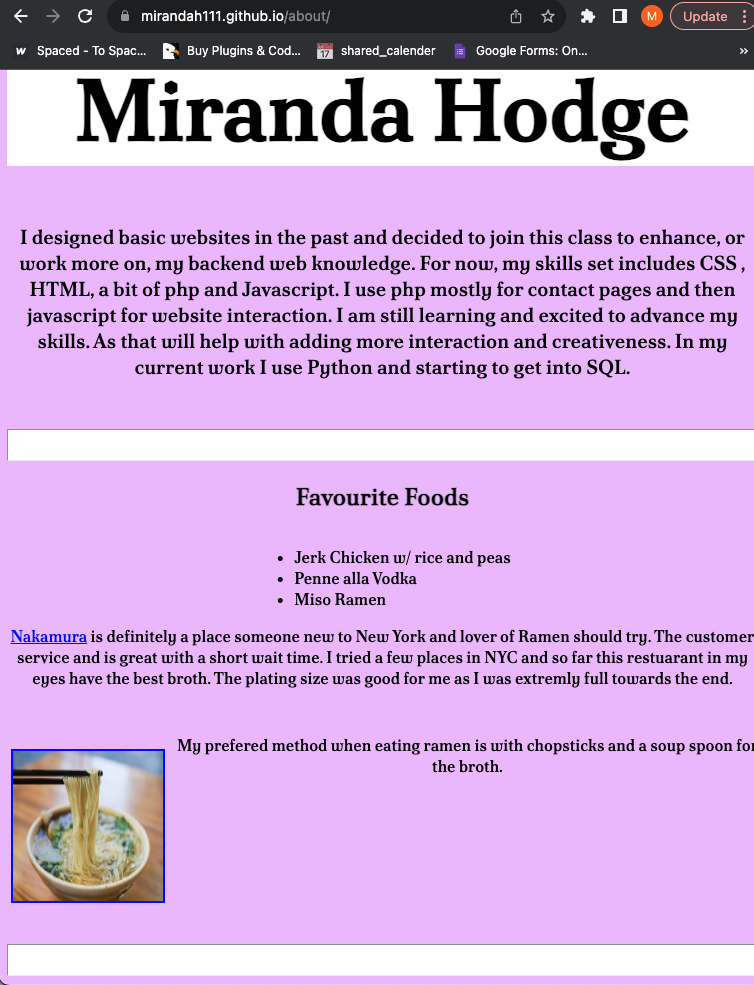 mirandah111.github.io/about/
M
Update
w Spaced - To Spac...
Buy Plugins & Cod...
17 shared_calender
Google Forms: On...
»
Miranda Hodge
I designed basic websites in the past and decided to join this class to enhance, or
work more on, my backend web knowledge. For now, my skills set includes CSS ,
HTML, a bit of php and Javascript. I use php mostly for contact pages and then
javascript for website interaction. I am still learning and excited to advance my
skills. As that will help with adding more interaction and creativeness. In my
current work I use Python and starting to get into SQL.
Favourite Foods
• Jerk Chicken w/ rice and peas
• Penne alla Vodka
• Miso Ramen
Nakamura is definitely a place someone new to New York and lover of Ramen should try. The customer
service and is great with a short wait time. I tried a few places in NYC and so far this restuarant in my
eyes have the best broth. The plating size was good for me as I was extremly full towards the end.
My prefered method when eating ramen is with chopsticks and a soup spoon for
the broth.